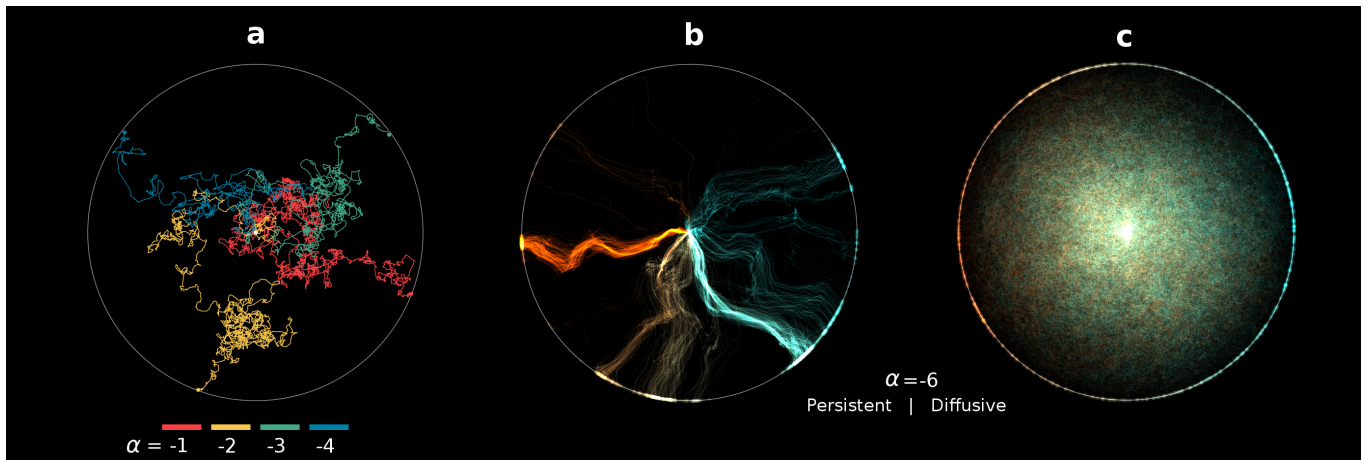 a
b
c
α = -1 -2 -3 -4
α=-6
Persistent | Diffusive